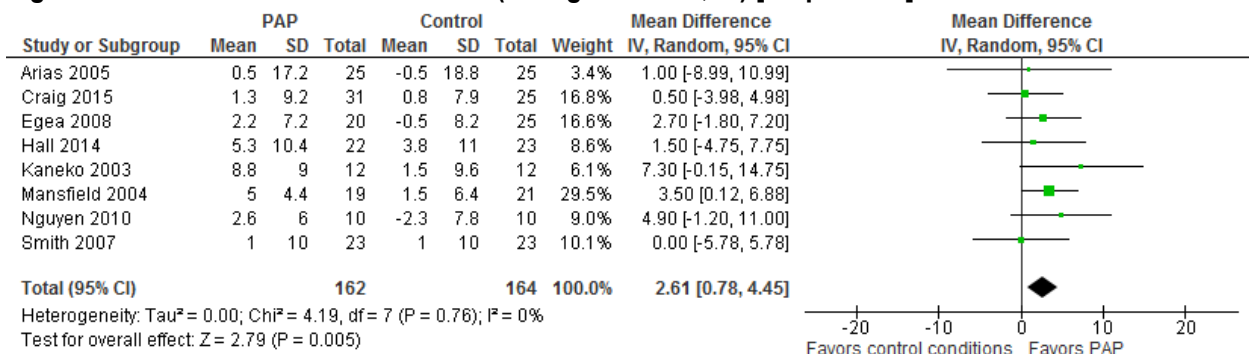 PAP Control Mean Difference Mean Difference
Study or Subgroup Mean SD Total Mean SD Total Weight IV, Random, 95% CI IV, Random, 95% CI
Arias 2005 0.5 17.2 25 -0.5 18.8 25 3.4% 1.00 [-8.99, 10.99]
Craig 2015 1.3 9.2 31 0.8 7.9 25 16.8% 0.50 [-3.98, 4.98]
Egea 2008 2.2 7.2 20 -0.5 8.2 25 16.6% 2.70 [-1.80, 7.20]
Hall 2014 5.3 10.4 22 3.8 11 23 8.6% 1.50 [-4.75, 7.75]
Kaneko 2003 8.8 9 12 1.5 9.6 12 6.1% 7.30 [-0.15, 14.75]
Mansfield 2004 5 4.4 19 1.5 6.4 21 29.5% 3.50 [0.12, 6.88]
Nguyen 2010 2.6 6 10 -2.3 7.8 10 9.0% 4.90 [-1.20, 11.00]
Smith 2007 1 10 23 1 10 23 10.1% 0.00 [-5.78, 5.78]
Total (95% CI) 162 164 100.0% 2.61 [0.78, 4.45]
Heterogeneity: Tau² = 0.00; Chi² = 4.19, df = 7 (P = 0.76); I² = 0%
Test for overall effect: Z = 2.79 (P = 0.005)
-20 -10 0 10 20
Favors control conditions Favors PAP